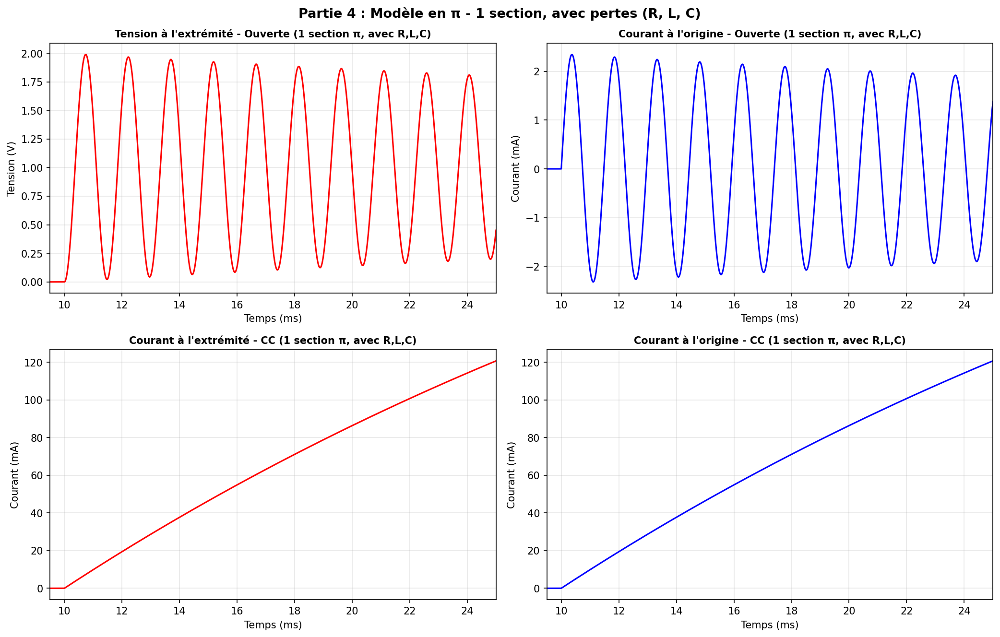 Partie 4 : Modèle en π - 1 section, avec pertes (R, L, C)
Tension à l'extrémité - Ouverte (1 section π, avec R,L,C)
2.00
1.75
1.50
1.25
1.00
0.75
0.50
0.25
0.00
Tension (V)
10 12 14 16 18 20 22 24
Temps (ms)
Courant à l'origine - Ouverte (1 section π, avec R,L,C)
2
1
0
−1
−2
Courant (mA)
10 12 14 16 18 20 22 24
Temps (ms)
Courant à l'extrémité - CC (1 section π, avec R,L,C)
120
100
80
60
40
20
0
Courant (mA)
10 12 14 16 18 20 22 24
Temps (ms)
Courant à l'origine - CC (1 section π, avec R,L,C)
120
100
80
60
40
20
0
Courant (mA)
10 12 14 16 18 20 22 24
Temps (ms)